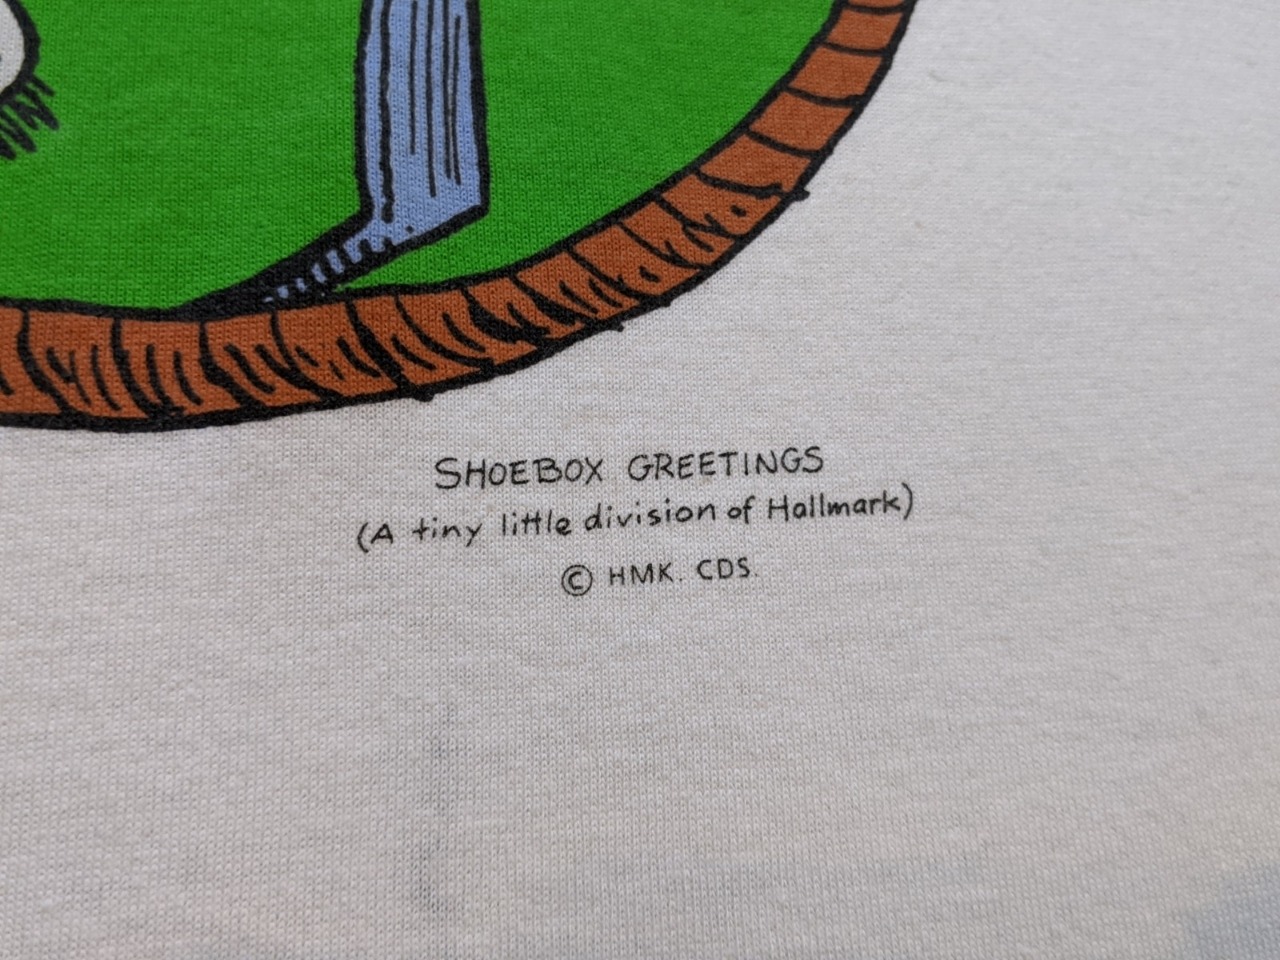 SHOEBOX GREETINGS
(A tiny little division of Hallmark)
© HMK. CDS.